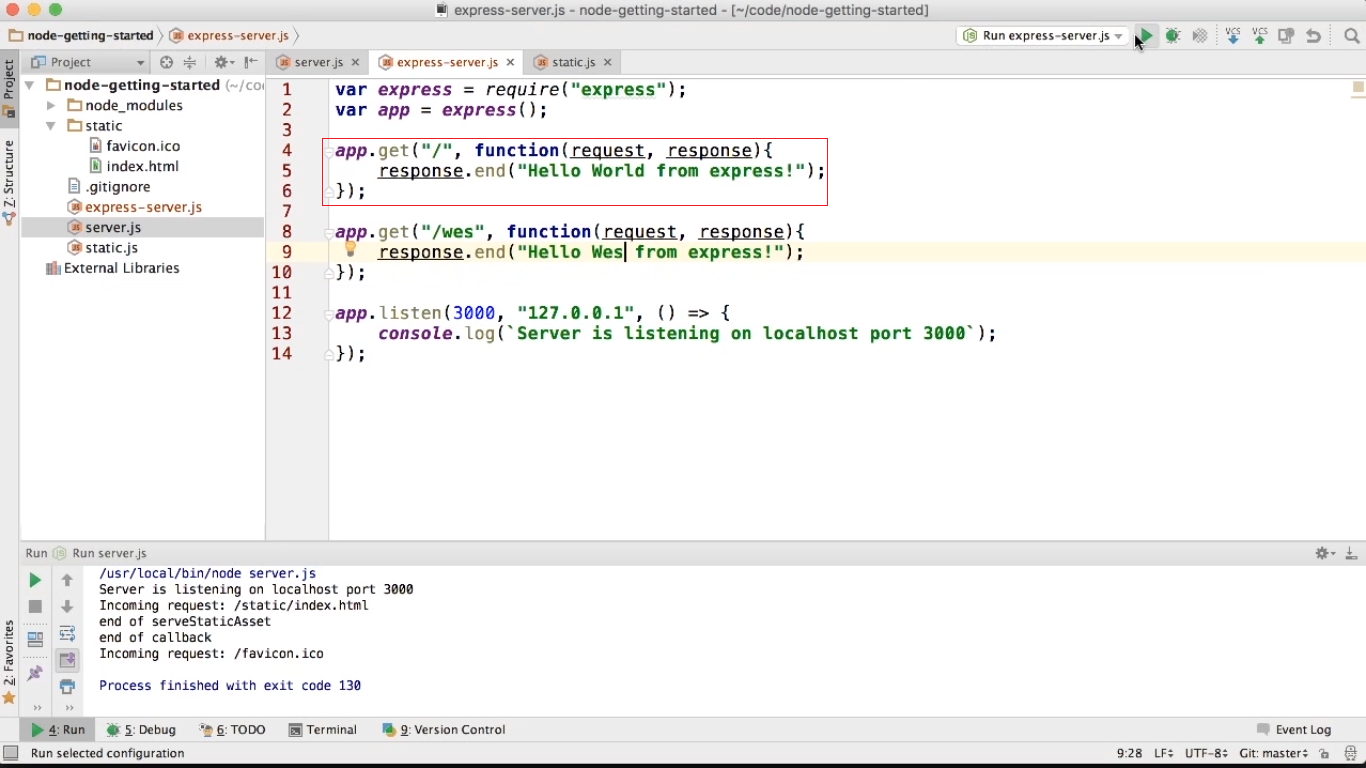 express-server.js - node-getting-started - [~/code/node-getting-started]
node-getting-started express-server.js Run express-server.js VCS VCS
Project server.js express-server.js static.js
Project
Z: Structure
2: Favorites
node-getting-started (~/co
node_modules
static
favicon.ico
index.html
.gitignore
express-server.js
server.js
static.js
External Libraries
1 var express = require("express");
2 var app = express();
3
4 app.get("/", function(request, response){
5 response.end("Hello World from express!");
6 });
7
8 app.get("/wes", function(request, response){
9 response.end("Hello Wes from express!");
10 });
11
12 app.listen(3000, "127.0.0.1", () => {
13 console.log(`Server is listening on localhost port 3000`);
14 });
Run Run server.js
/usr/local/bin/node server.js
Server is listening on localhost port 3000
Incoming request: /static/index.html
end of serveStaticAsset
end of callback
Incoming request: /favicon.ico
Process finished with exit code 130
4: Run 5: Debug 6: TODO Terminal 9: Version Control Event Log
Run selected configuration 9:28 LF÷ UTF-8÷ Git: master÷